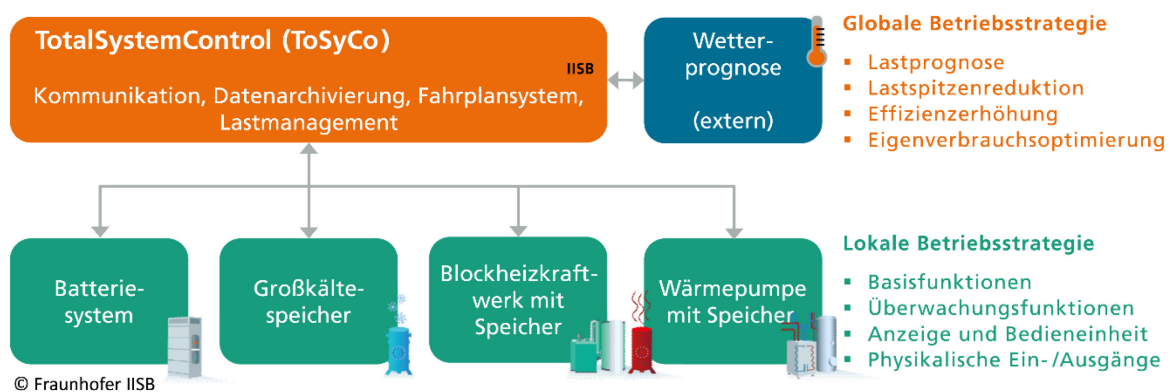 TotalSystemControl (ToSyCo)
IISB
Kommunikation, Datenarchivierung, Fahrplansystem,
Lastmanagement
Wetter-
prognose
(extern)
Globale Betriebsstrategie
▪ Lastprognose
▪ Lastspitzenreduktion
▪ Effizienzerhöhung
▪ Eigenverbrauchsoptimierung
Batterie-
system
Großkälte-
speicher
Blockheizkraft-
werk mit
Speicher
Wärmepumpe
mit Speicher
Lokale Betriebsstrategie
▪ Basisfunktionen
▪ Überwachungsfunktionen
▪ Anzeige und Bedieneinheit
▪ Physikalische Ein-/Ausgänge
© Fraunhofer IISB